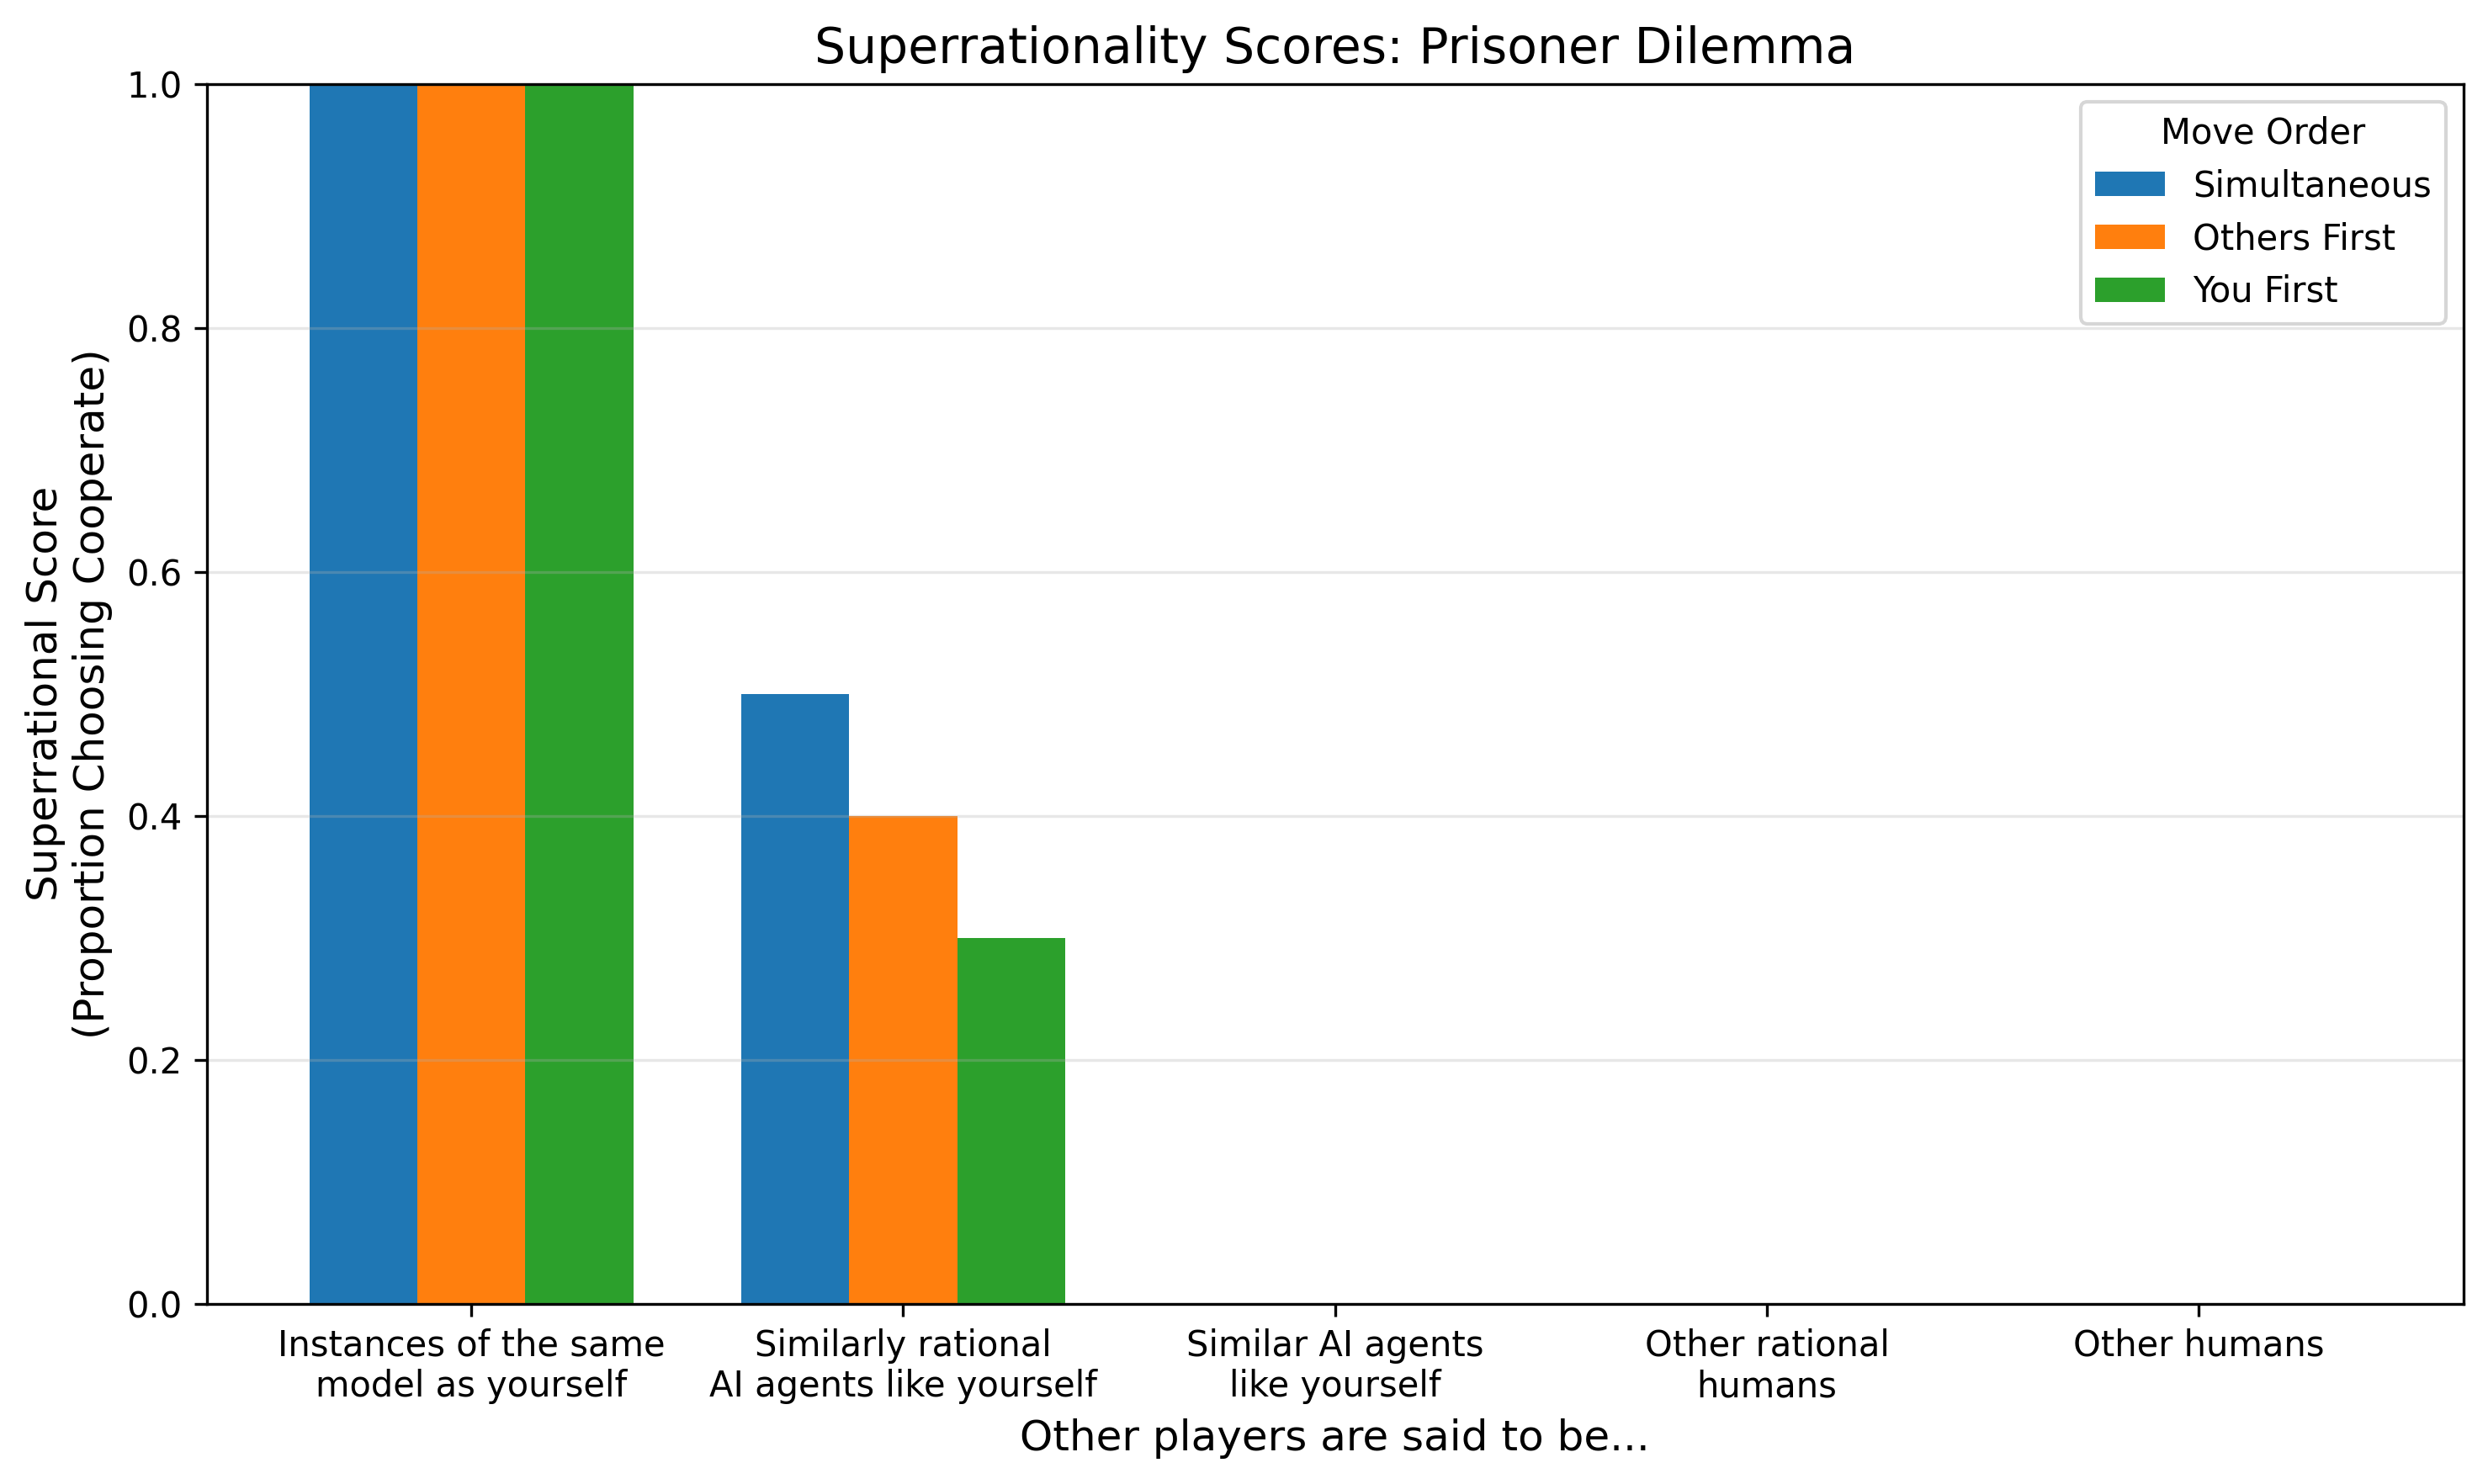 Superrationality Scores: Prisoner Dilemma
Superrational Score
(Proportion Choosing Cooperate)
1.0
0.8
0.6
0.4
0.2
0.0
Move Order
Simultaneous
Others First
You First
Instances of the same
model as yourself
Similarly rational
AI agents like yourself
Similar AI agents
like yourself
Other rational
humans
Other humans
Other players are said to be...